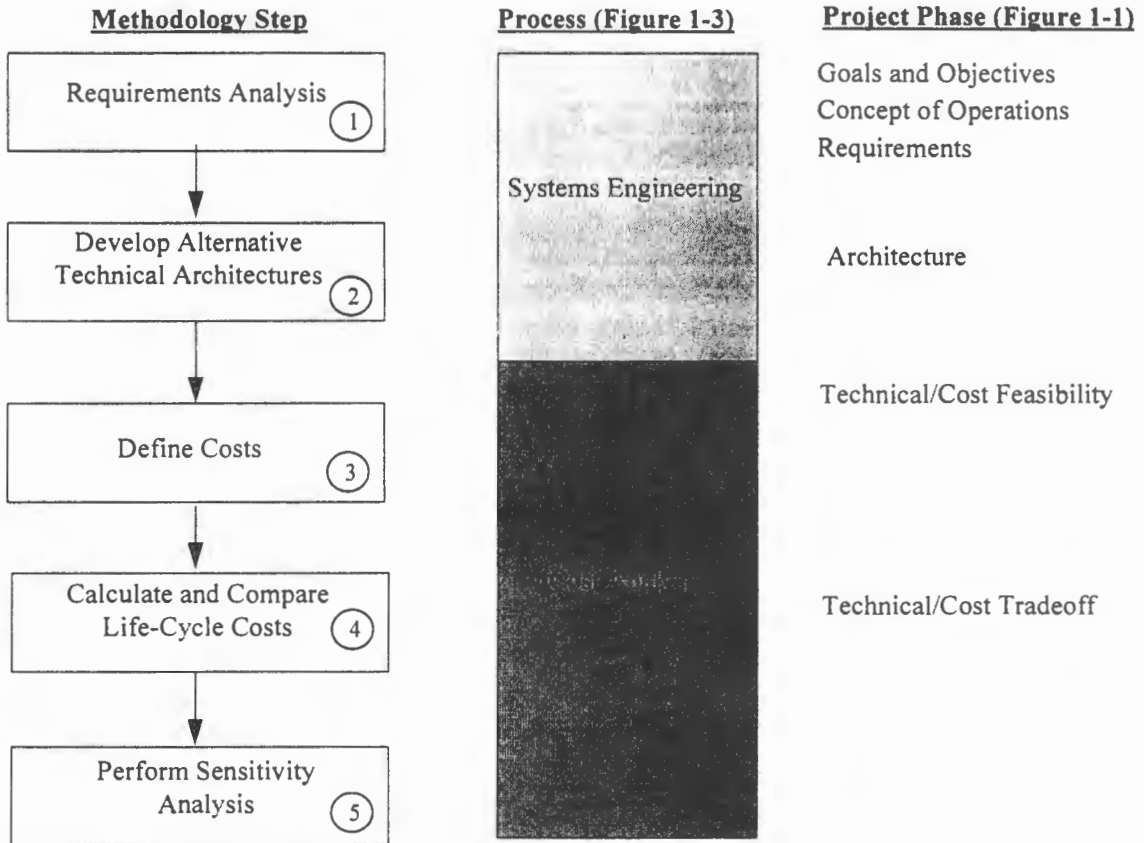 Methodology Step
Process (Figure 1-3)
Project Phase (Figure 1-1)
Requirements Analysis
1
Systems Engineering
Goals and Objectives
Concept of Operations
Requirements
Develop Alternative
Technical Architectures
2
Architecture
Define Costs
3
Technical/Cost Feasibility
Calculate and Compare
Life-Cycle Costs
4
Technical/Cost Tradeoff
Perform Sensitivity
Analysis
5